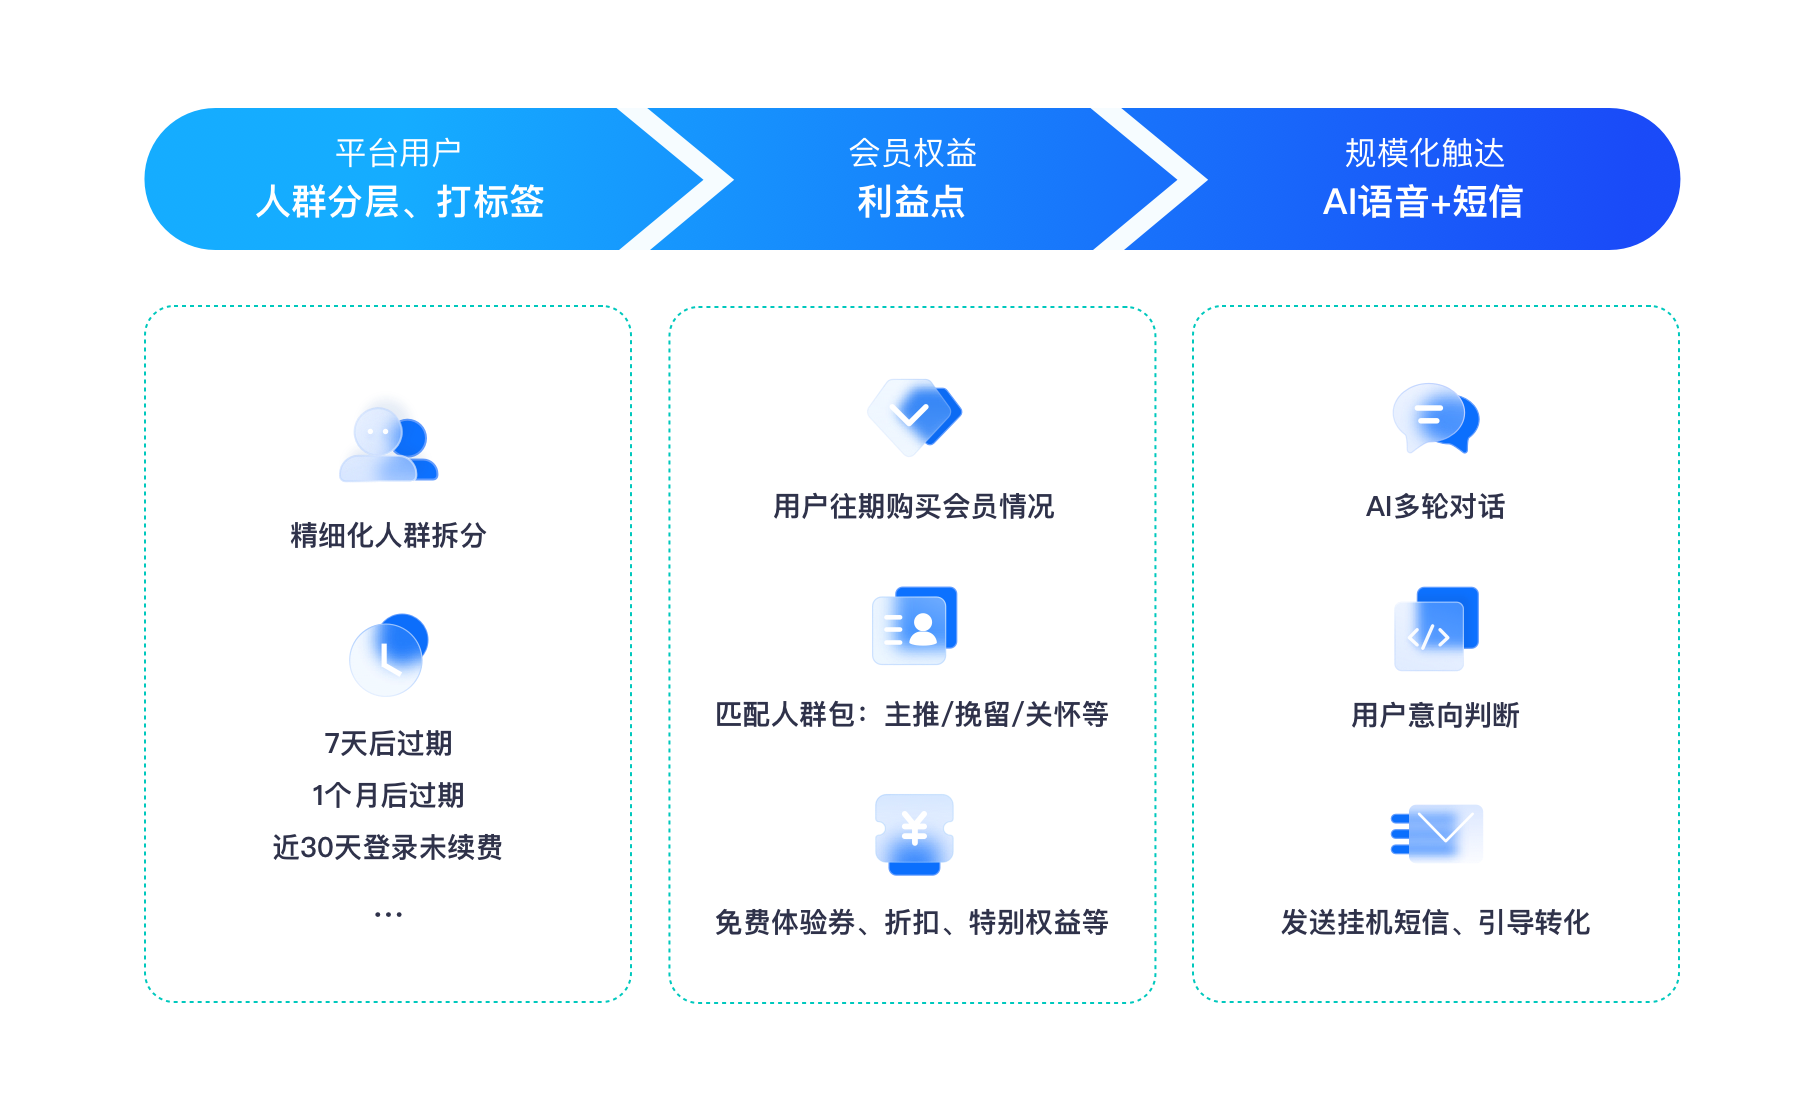 平台用户
人群分层、打标签
会员权益
利益点
规模化触达
AI语音+短信
精细化人群拆分
7天后过期
1个月后过期
近30天登录未续费
...
用户往期购买会员情况
匹配人群包：主推/挽留/关怀等
¥
免费体验券、折扣、特别权益等
AI多轮对话
</>
用户意向判断
发送挂机短信、引导转化